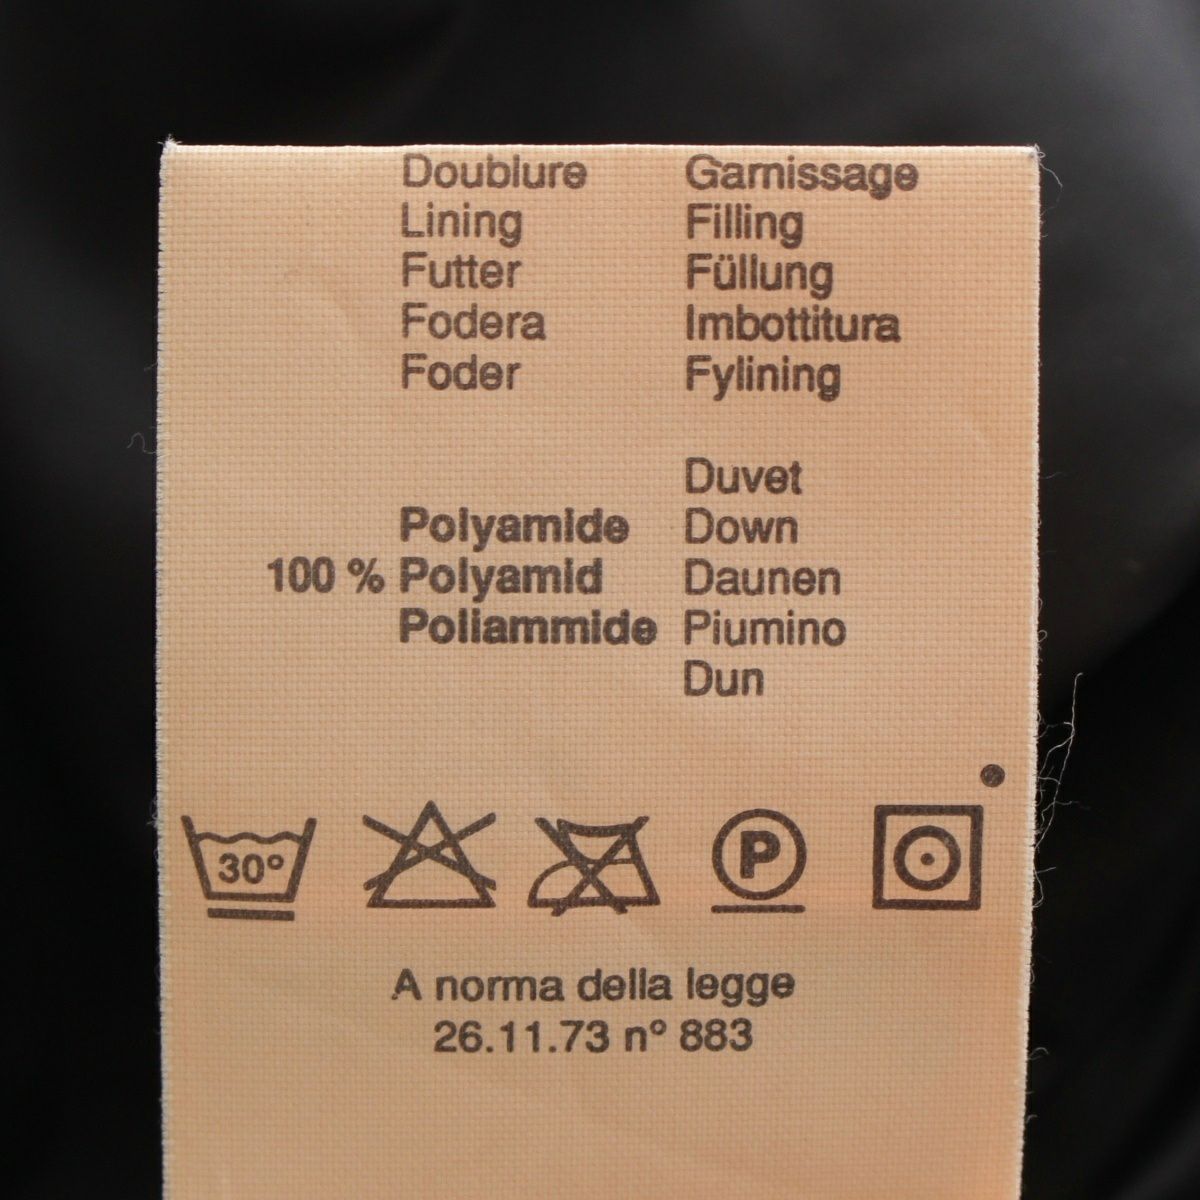 Doublure
Lining
Futter
Fodera
Foder
Garnissage
Filling
Füllung
Imbottitura
Fylining
100 % Polyamide
Polyamid
Poliammide
Duvet
Down
Daunen
Piumino
Dun
30°
P
A norma della legge
26.11.73 n° 883